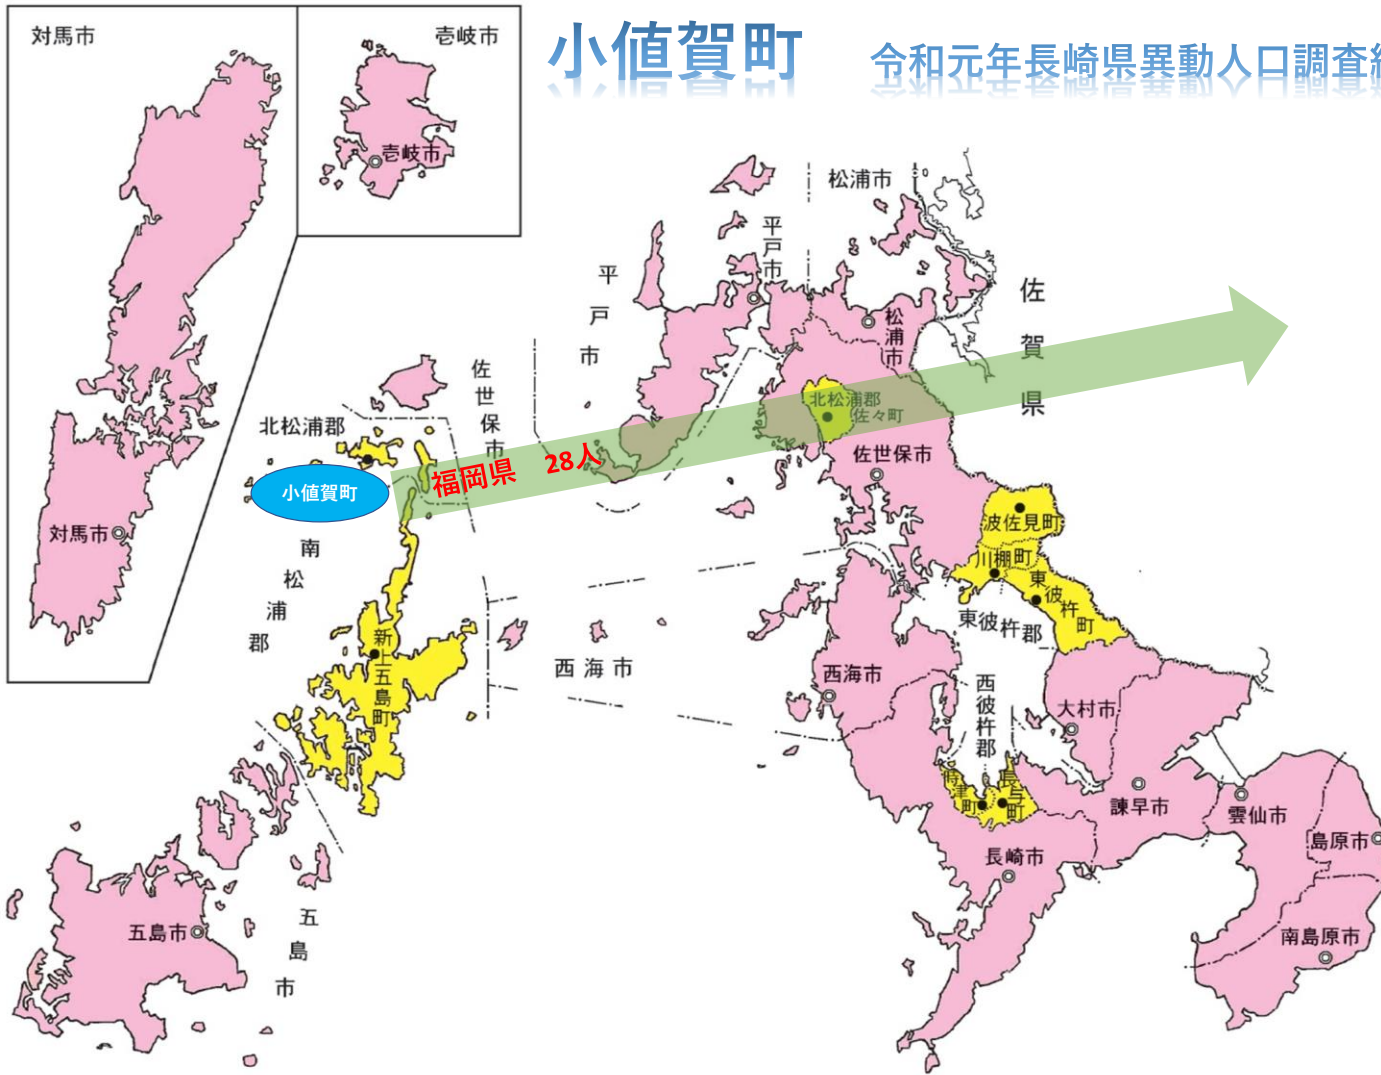 小値賀町
令和元年長崎県異動人口調査
対馬市
壱岐市
壱岐市
松浦市
平戸市
平戸市
佐賀県
松浦市
佐世保市
北松浦郡
北松浦郡
佐々町
福岡県 28人
佐世保市
小値賀町
対馬市
南松浦郡
波佐見町
川棚町
東彼杵町
東彼杵郡
新上五島町
西海市
西海市
西彼杵郡
大村市
時津町
長与町
諫早市
雲仙市
島原市
長崎市
五島市
五島市
南島原市